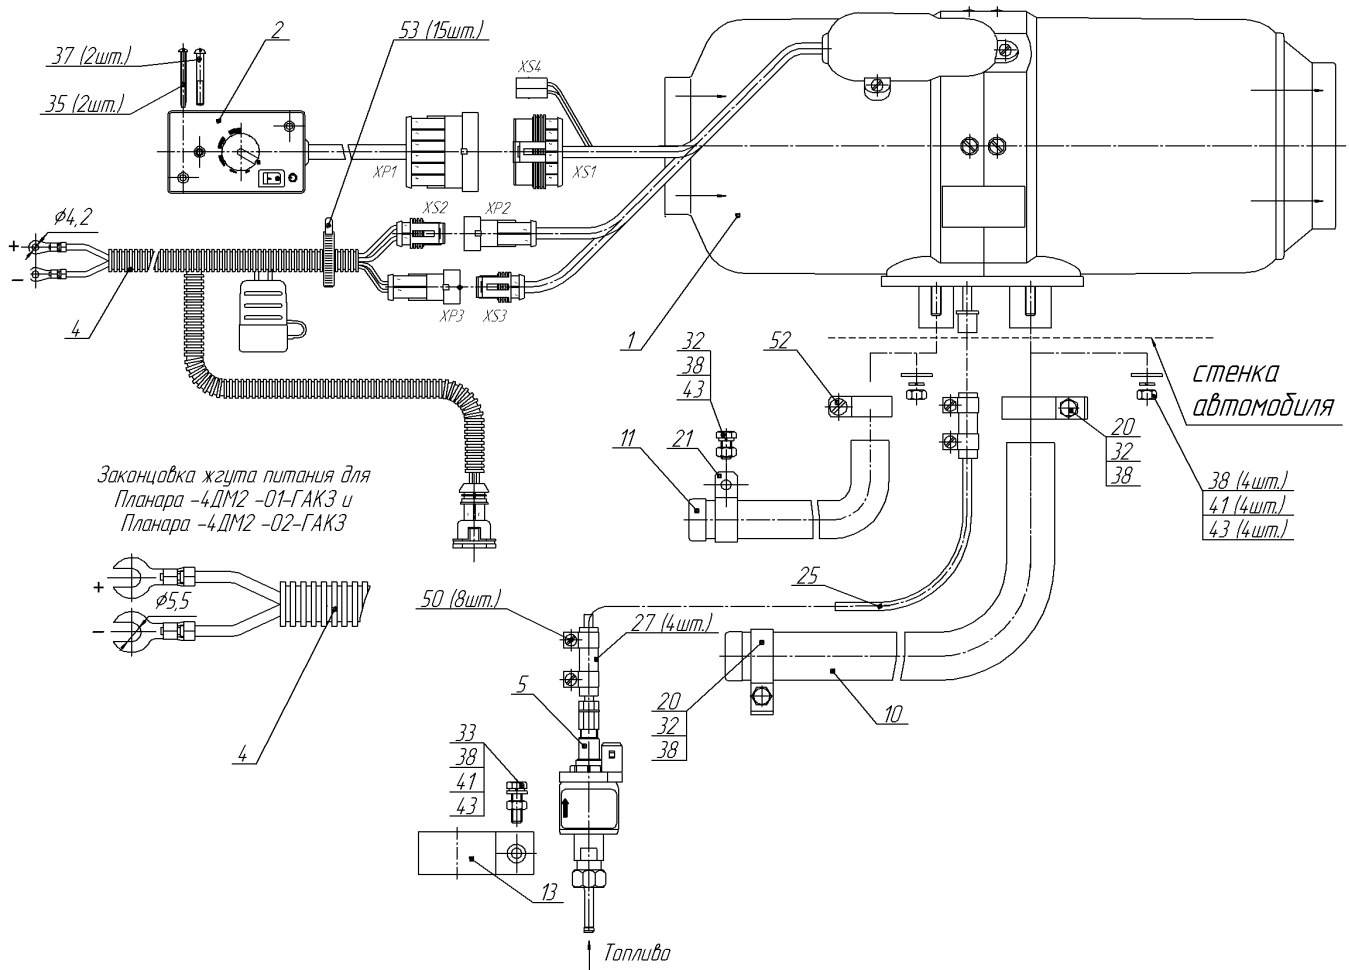 37 (2шт.)
35 (2шт.)
2
53 (15шт.)
XS4
XP1
XS1
ϕ4,2
+
-
XS2
XP2
XP3
XS3
4
1
32
38
43
52
стенка
автомобиля
11
21
20
32
38
38 (4шт.)
41 (4шт.)
43 (4шт.)
Законцовка жгута питания для
Планара -4ДМ2 -01-ГАКЗ и
Планара -4ДМ2 -02-ГАКЗ
+
-
ϕ5,5
4
25
50 (8шт.)
27 (4шт.)
5
20
32
38
10
33
38
41
43
13
Топливо